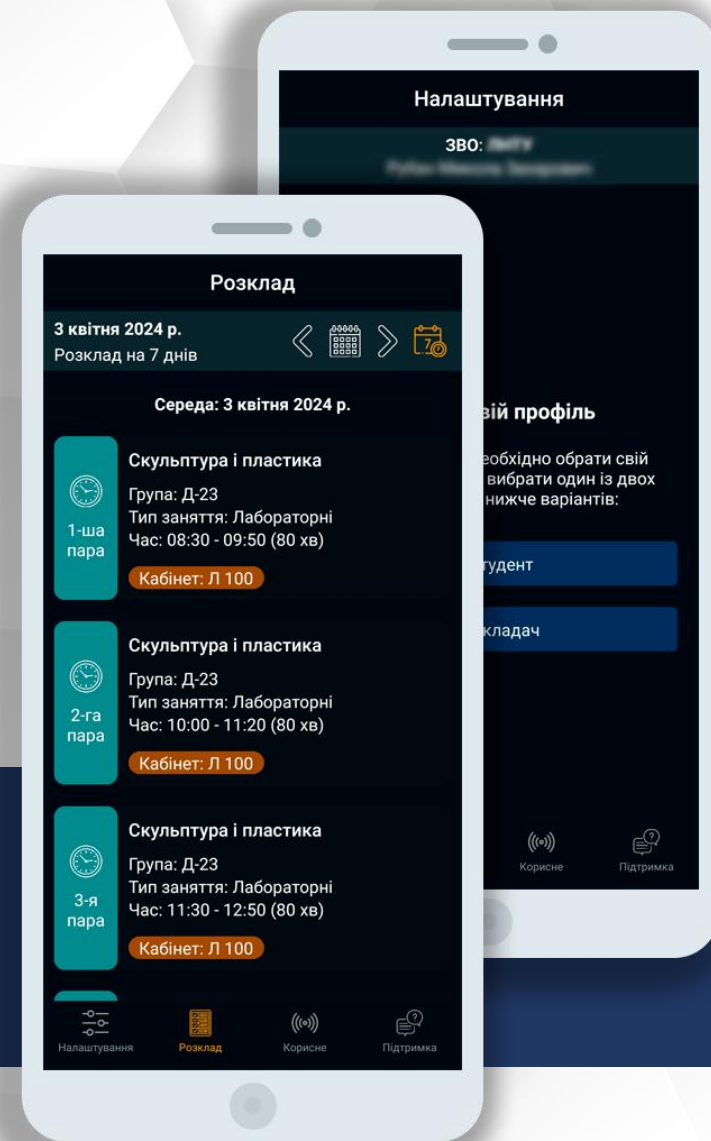 Налаштування
ЗВО:
Розклад
3 квітня 2024 р.
Розклад на 7 днів
7
Середа: 3 квітня 2024 р.
1-ша
пара
Скульптура і пластика
Група: Д-23
Тип заняття: Лабораторні
Час: 08:30 - 09:50 (80 хв)
Кабінет: Л 100
2-га
пара
Скульптура і пластика
Група: Д-23
Тип заняття: Лабораторні
Час: 10:00 - 11:20 (80 хв)
Кабінет: Л 100
3-я
пара
Скульптура і пластика
Група: Д-23
Тип заняття: Лабораторні
Час: 11:30 - 12:50 (80 хв)
Кабінет: Л 100
Налаштування
Розклад
Корисне
Підтримка
вій профіль
еобхідно обрати свій
вибрати один із двох
нижче варіантів:
тудент
кладач
Корисне
Підтримка